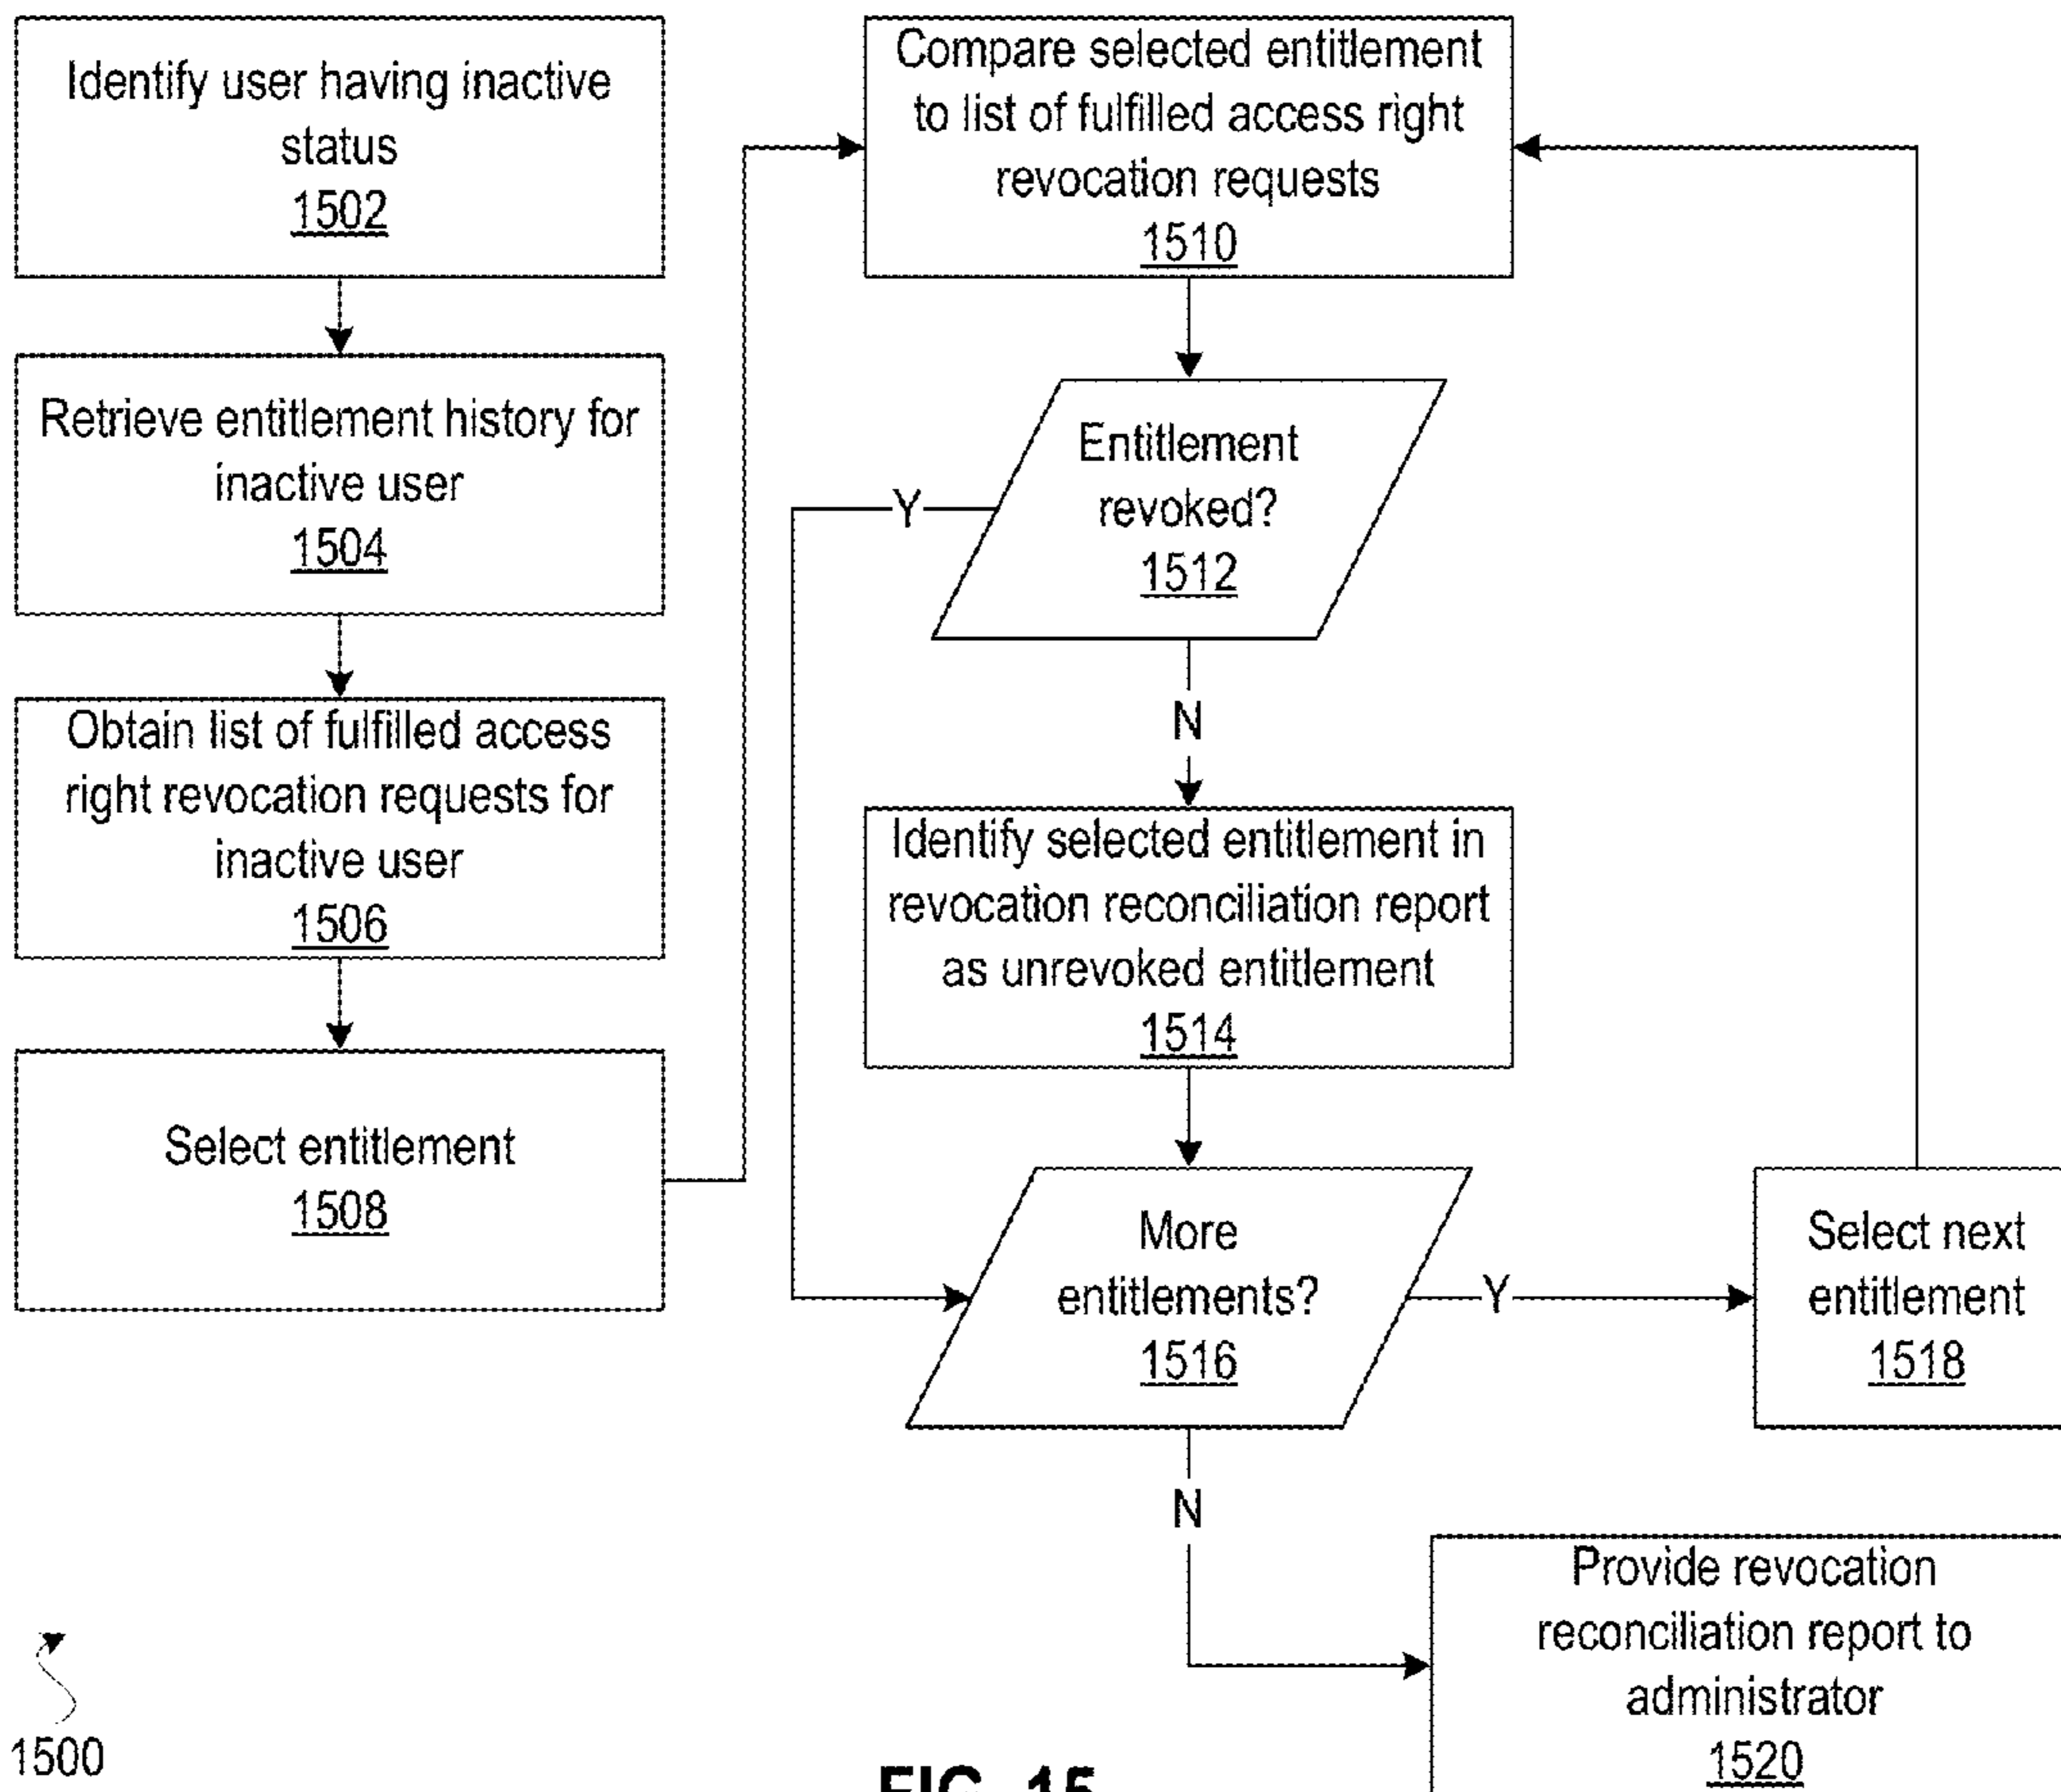 Identify user having inactive
status
1502
Retrieve entitlement history for
inactive user
1504
Obtain list of fulfilled access
right revocation requests for
inactive user
1506
Select entitlement
1508
Compare selected entitlement
to list of fulfilled access right
revocation requests
1510
Entitlement
revoked?
1512
Y
N
Identify selected entitlement in
revocation reconciliation report
as unrevoked entitlement
1514
More
entitlements?
1516
Y
Select next
entitlement
1518
N
Provide revocation
reconciliation report to
administrator
1520
1500
FIG. 15